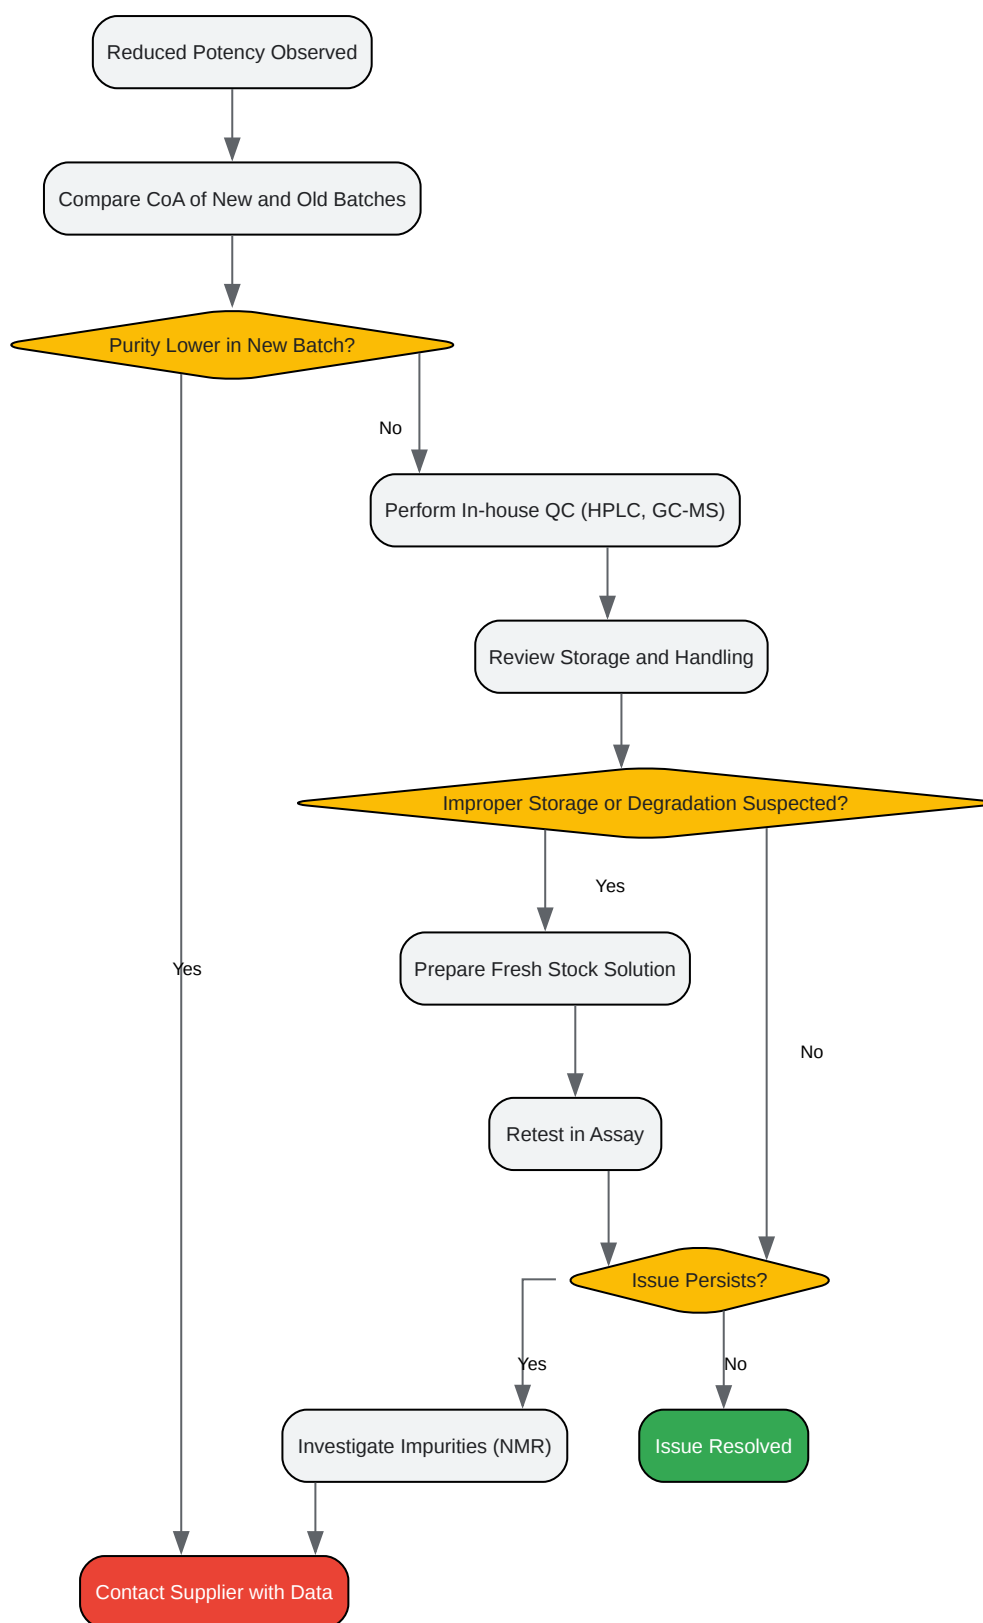 Reduced Potency Observed
Compare CoA of New and Old Batches
Purity Lower in New Batch?
No
Perform In-house QC (HPLC, GC-MS)
Review Storage and Handling
Improper Storage or Degradation Suspected?
Yes
Prepare Fresh Stock Solution
Yes
No
Retest in Assay
Issue Persists?
Yes
No
Investigate Impurities (NMR)
Issue Resolved
Contact Supplier with Data